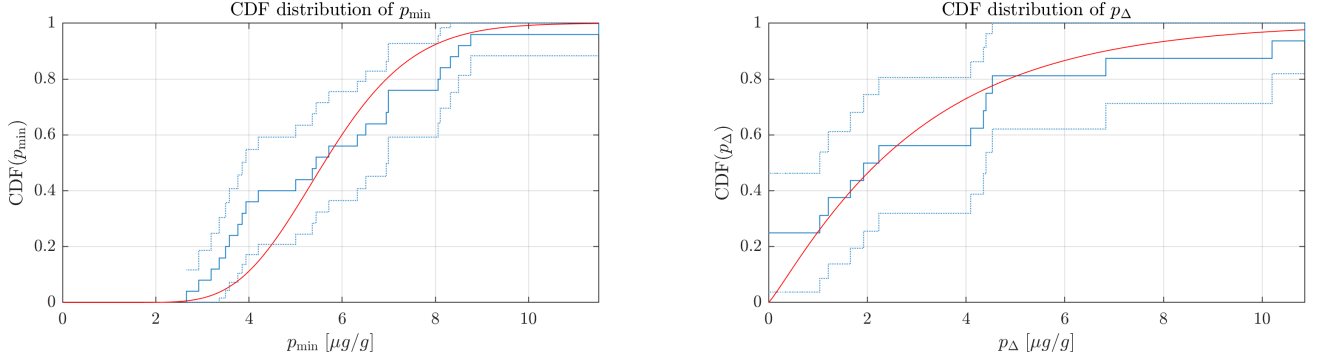 CDF distribution of p_min
1
0.8
0.6
0.4
0.2
0
CDF(p_min)
0 2 4 6 8 10
p_min [μg/g]
CDF distribution of p_Δ
1
0.8
0.6
0.4
0.2
0
CDF(p_Δ)
0 2 4 6 8 10
p_Δ [μg/g]